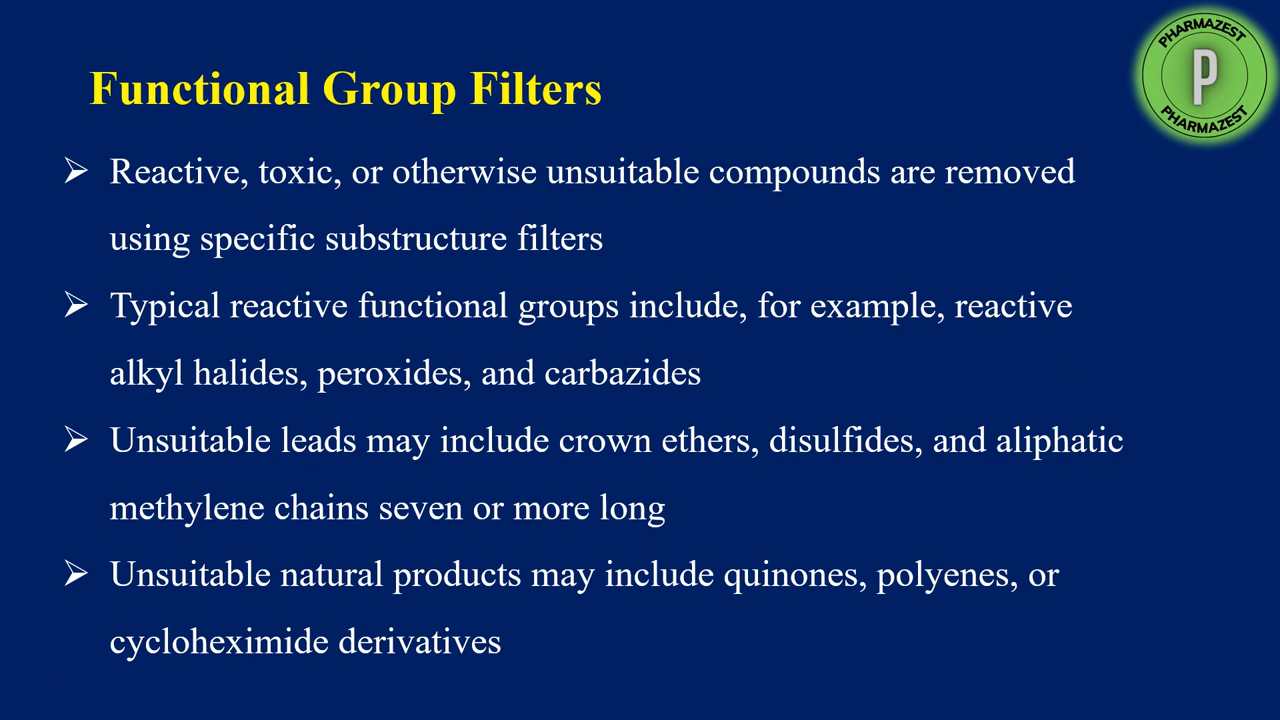 PHARMAZEST
P
PHARMAZEST
Functional Group Filters
➢ Reactive, toxic, or otherwise unsuitable compounds are removed
using specific substructure filters
➢ Typical reactive functional groups include, for example, reactive
alkyl halides, peroxides, and carbazides
➢ Unsuitable leads may include crown ethers, disulfides, and aliphatic
methylene chains seven or more long
➢ Unsuitable natural products may include quinones, polyenes, or
cycloheximide derivatives